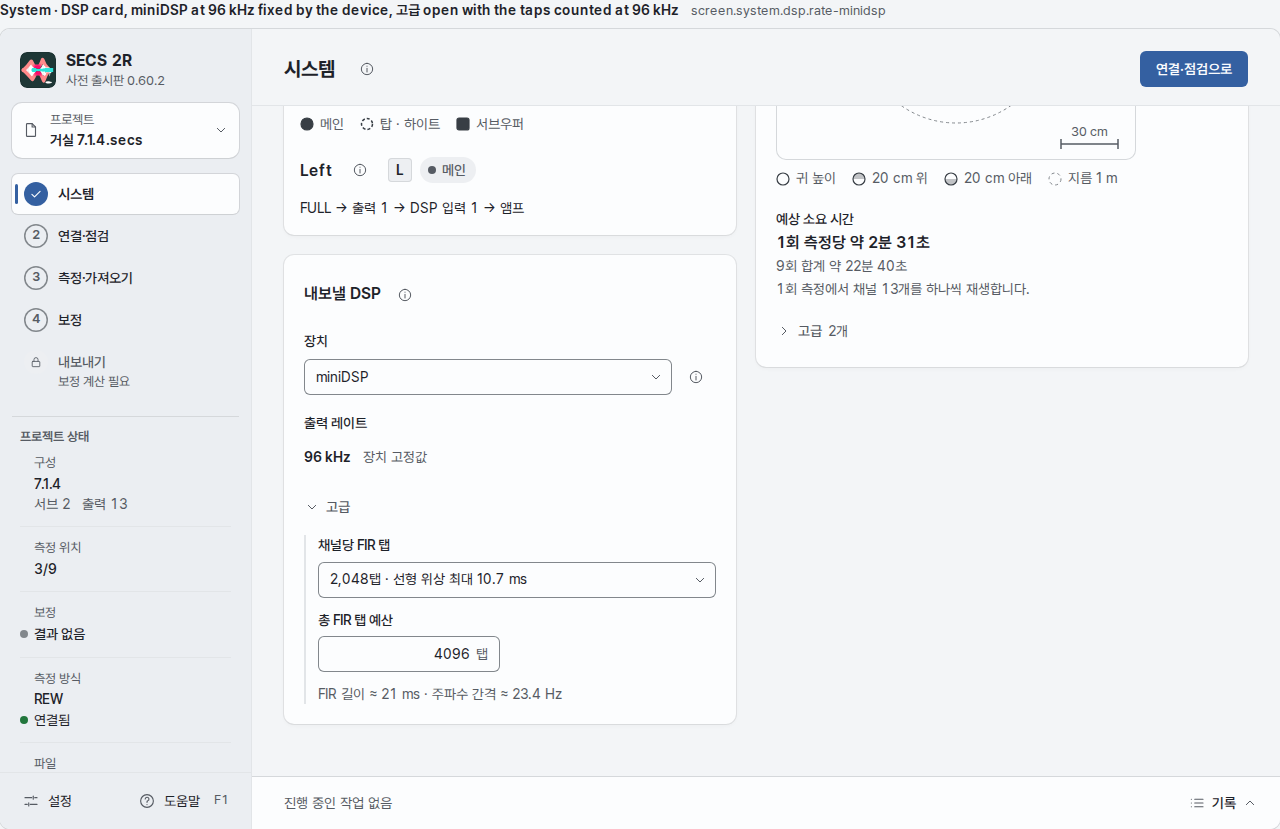 System · DSP card, miniDSP at 96 kHz fixed by the device, 고급 open with the taps counted at 96 kHz screen.system.dsp.rate-minidsp
SECS 2R
사전 출시판 0.60.2
프로젝트
거실 7.1.4.secs
시스템
2 연결·점검
3 측정·가져오기
4 보정
내보내기
보정 계산 필요
프로젝트 상태
구성
7.1.4
서브 2 출력 13
측정 위치
3/9
보정
결과 없음
측정 방식
REW
연결됨
파일
설정
도움말 F1
시스템
연결·점검으로
메인 탑·하이트 서브우퍼
Left L 메인
FULL → 출력 1 → DSP 입력 1 → 앰프
내보낼 DSP
장치
miniDSP
출력 레이트
96 kHz 장치 고정값
고급
채널당 FIR 탭
2,048탭 · 선형 위상 최대 10.7 ms
총 FIR 탭 예산
4096 탭
FIR 길이 ≈ 21 ms · 주파수 간격 ≈ 23.4 Hz
30 cm
귀 높이 20 cm 위 20 cm 아래 지름 1 m
예상 소요 시간
1회 측정당 약 2분 31초
9회 합계 약 22분 40초
1회 측정에서 채널 13개를 하나씩 재생합니다.
고급 2개
진행 중인 작업 없음
기록